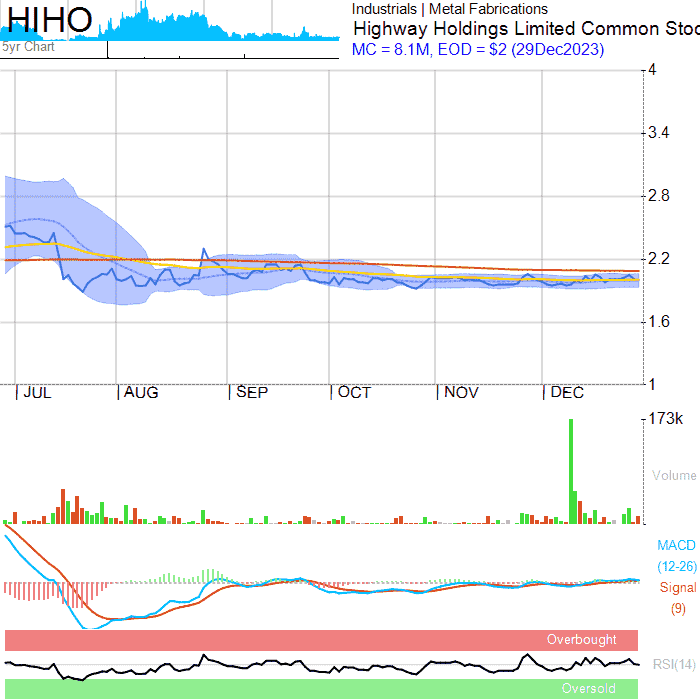 HIHO
5yr Chart
Industrials | Metal Fabrications
Highway Holdings Limited Common Stoc
MC = 8.1M, EOD = $2 (29Dec2023)
4
3.4
2.8
2.2
1.6
1
JUL AUG SEP OCT NOV DEC
173k
Volume
MACD
(12-26)
Signal
(9)
Overbought
RSI(14)
Oversold